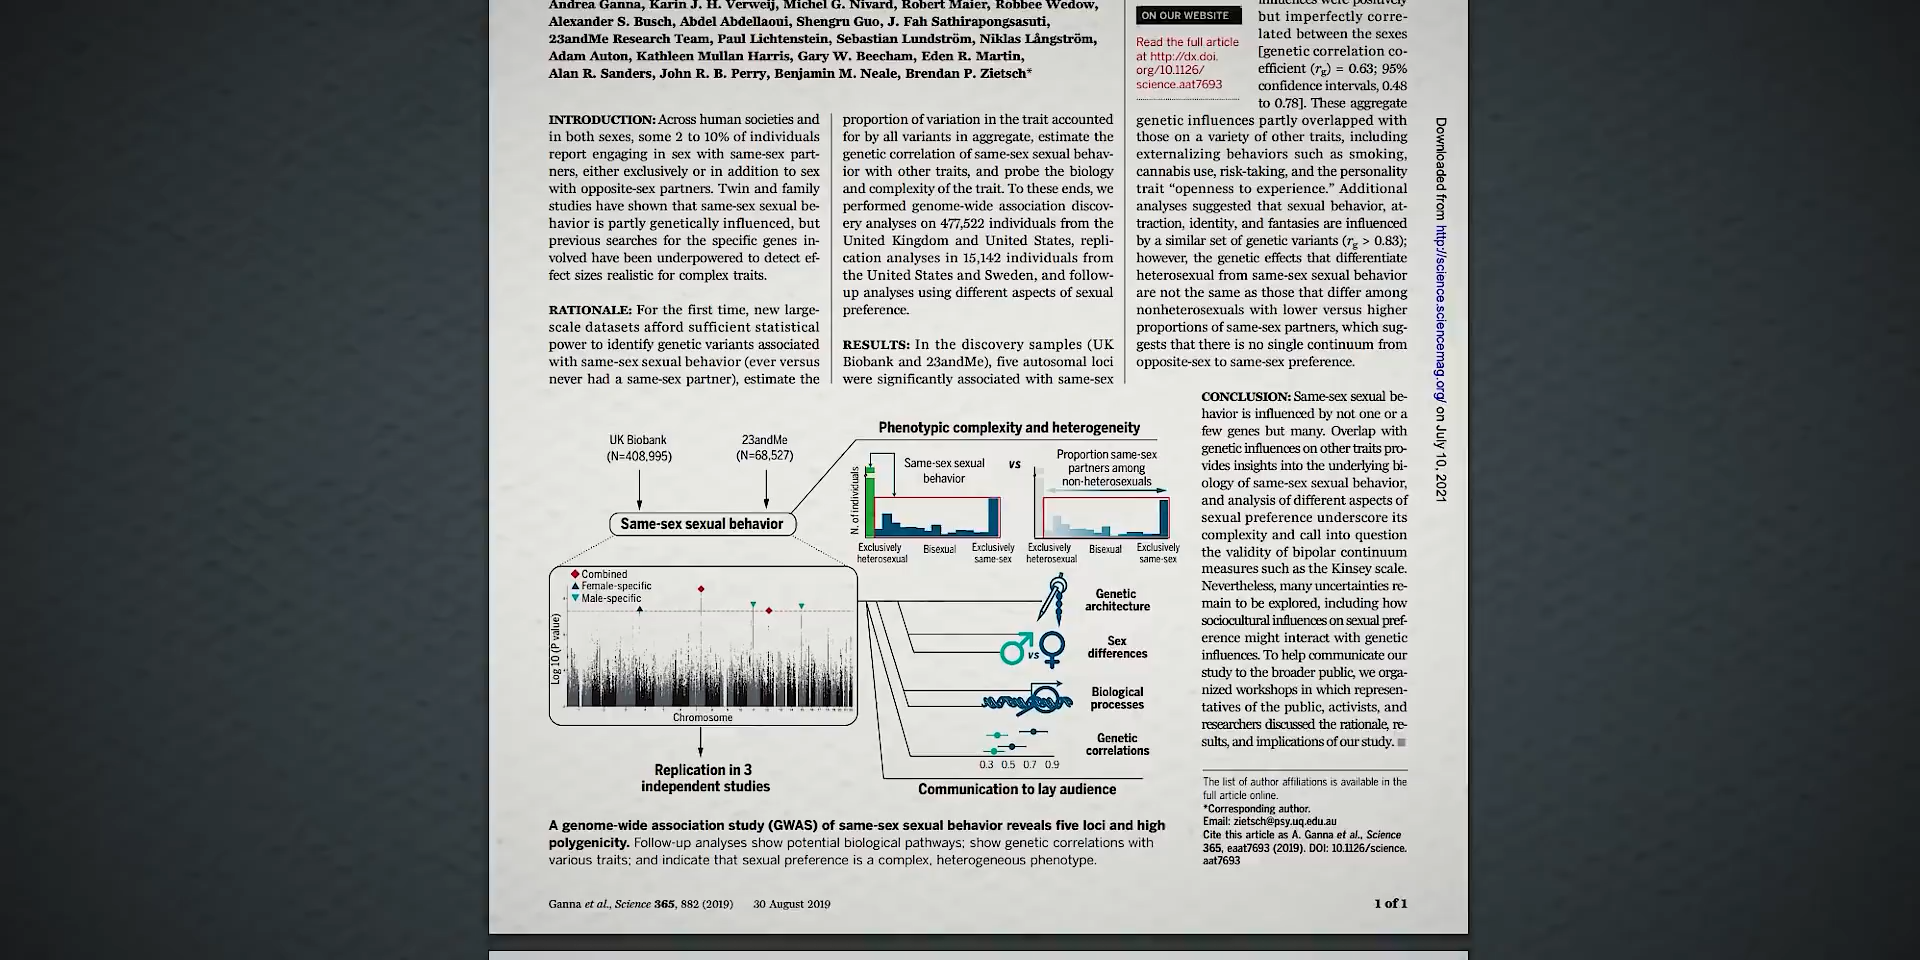 Andrea Ganna, Karin J. H. Verweij, Michel G. Nivard, Robert Maier, Robbee Wedow,
Alexander S. Busch, Abdel Abdellaoui, Shengru Guo, J. Fah Sathirapongsasuti,
23andMe Research Team, Paul Lichtenstein, Sebastian Lundström, Niklas Långström,
Adam Auton, Kathleen Mullan Harris, Gary W. Beecham, Eden R. Martin,
Alan R. Sanders, John R. B. Perry, Benjamin M. Neale, Brendan P. Zietsch*
INTRODUCTION: Across human societies and
in both sexes, some 2 to 10% of individuals
report engaging in sex with same-sex part-
ners, either exclusively or in addition to sex
with opposite-sex partners. Twin and family
studies have shown that same-sex sexual be-
havior is partly genetically influenced, but
previous searches for the specific genes in-
volved have been underpowered to detect ef-
fect sizes realistic for complex traits.
RATIONALE: For the first time, new large-
scale datasets afford sufficient statistical
power to identify genetic variants associated
with same-sex sexual behavior (ever versus
never had a same-sex partner), estimate the
proportion of variation in the trait accounted
for by all variants in aggregate, estimate the
genetic correlation of same-sex sexual behav-
ior with other traits, and probe the biology
and complexity of the trait. To these ends, we
performed genome-wide association discov-
ery analyses on 477,522 individuals from the
United Kingdom and United States, repli-
cation analyses in 15,142 individuals from
the United States and Sweden, and follow-
up analyses using different aspects of sexual
preference.
RESULTS: In the discovery samples (UK
Biobank and 23andMe), five autosomal loci
were significantly associated with same-sex
ON OUR WEBSITE
Read the full article
at http://dx.doi.
org/10.1126/
science.aat7693
influences were positively
but imperfectly corre-
lated between the sexes
[genetic correlation co-
efficient (rg) = 0.63; 95%
confidence intervals, 0.48
to 0.78]. These aggregate
genetic influences partly overlapped with
those on a variety of other traits, including
externalizing behaviors such as smoking,
cannabis use, risk-taking, and the personality
trait “openness to experience.” Additional
analyses suggested that sexual behavior, at-
traction, identity, and fantasies are influenced
by a similar set of genetic variants (rg > 0.83);
however, the genetic effects that differentiate
heterosexual from same-sex sexual behavior
are not the same as those that differ among
nonheterosexuals with lower versus higher
proportions of same-sex partners, which sug-
gests that there is no single continuum from
opposite-sex to same-sex preference.
CONCLUSION: Same-sex sexual be-
havior is influenced by not one or a
few genes but many. Overlap with
genetic influences on other traits pro-
vides insights into the underlying bi-
ology of same-sex sexual behavior,
and analysis of different aspects of
sexual preference underscore its
complexity and call into question
the validity of bipolar continuum
measures such as the Kinsey scale.
Nevertheless, many uncertainties re-
main to be explored, including how
sociocultural influences on sexual pref-
erence might interact with genetic
influences. To help communicate our
study to the broader public, we orga-
nized workshops in which represen-
tatives of the public, activists, and
researchers discussed the rationale, re-
sults, and implications of our study.
The list of author affiliations is available in the
full article online.
*Corresponding author.
Email: zietsch@psy.uq.edu.au
Cite this article as A. Ganna et al., Science
365, eaat7693 (2019). DOI: 10.1126/science.
aat7693
UK Biobank
(N=408,995)
23andMe
(N=68,527)
Same-sex sexual behavior
Combined
Female-specific
Male-specific
Log 10 (P value)
Chromosome
Replication in 3
independent studies
Phenotypic complexity and heterogeneity
N. of individuals
Same-sex sexual
behavior
vs
Proportion same-sex
partners among
non-heterosexuals
Exclusively
heterosexual
Bisexual
Exclusively
same-sex
Exclusively
heterosexual
Bisexual
Exclusively
same-sex
Genetic
architecture
vs
Sex
differences
Biological
processes
Genetic
correlations
0.3 0.5 0.7 0.9
Communication to lay audience
A genome-wide association study (GWAS) of same-sex sexual behavior reveals five loci and high
polygenicity. Follow-up analyses show potential biological pathways; show genetic correlations with
various traits; and indicate that sexual preference is a complex, heterogeneous phenotype.
Ganna et al., Science 365, 882 (2019) 30 August 2019
1 of 1
Downloaded from http://science.sciencemag.org/ on July 10, 2021